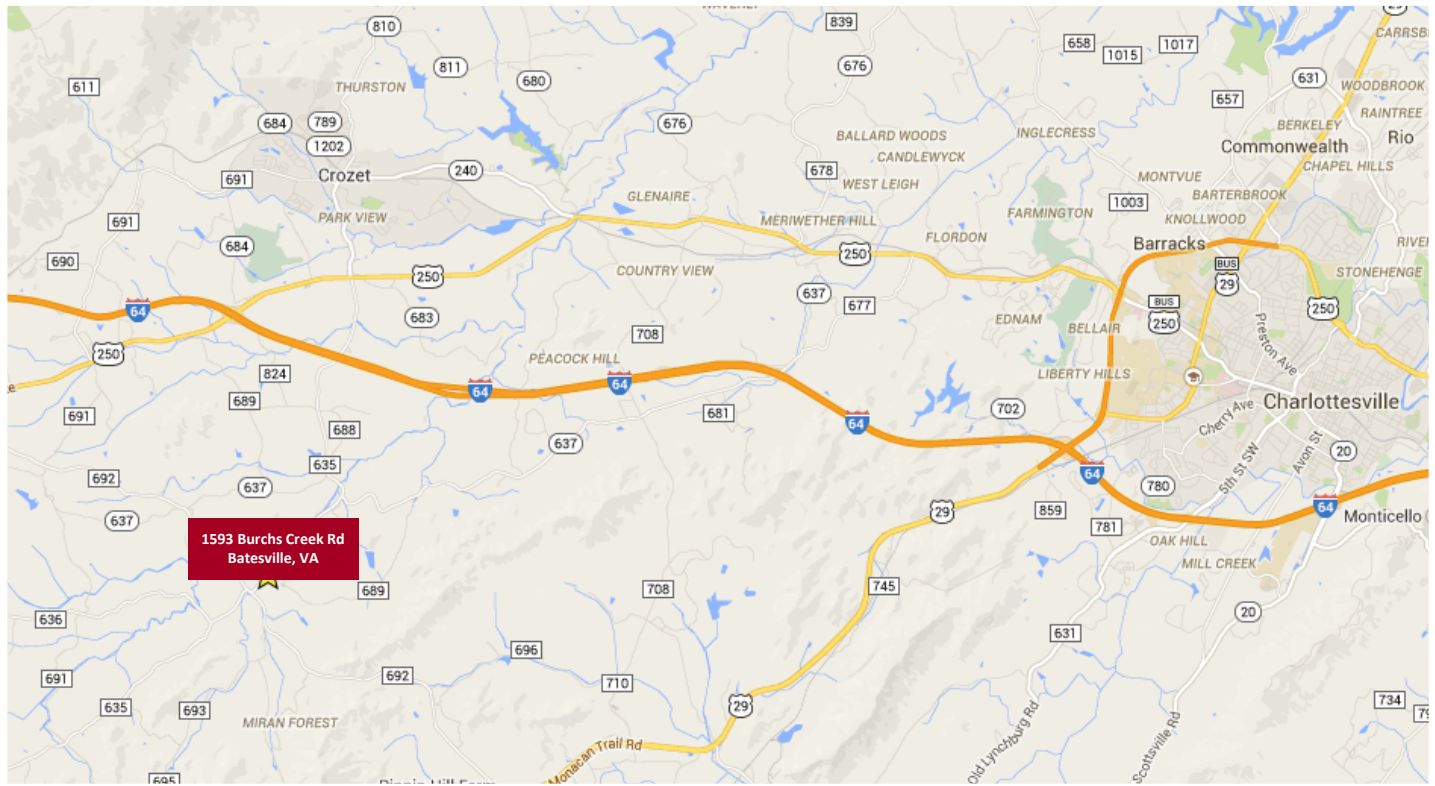 WAVERLY
29
810
839
CARRSB
658
1015
1017
811
676
680
631
611
THURSTON
WOODBROOK
657
RAINTREE
684
789
676
BERKELEY
Rio
1202
BALLARD WOODS
INGLECRESS
Commonwealth
CANDLEWYCK
CHAPEL HILLS
240
678
Crozet
691
WEST LEIGH
MONTVUE
GLENAIRE
BARTERBROOK
1003
PARK VIEW
MERIWETHER HILL
FARMINGTON
KNOLLWOOD
691
FLORDON
Barracks
RIVE
684
250
690
COUNTRY VIEW
BUS
STONEHENGE
250
29
637
677
BUS
64
683
EDNAM
250
250
BELLAIR
708
Preston Ave
250
PEACOCK HILL
824
LIBERTY HILLS
64
64
689
Charlottesville
691
681
702
Cherry Ave
64
688
637
Avon St
20
635
5th St SW
692
64
637
780
29
64
637
859
Monticello
781
1593 Burchs Creek Rd
Batesville, VA
OAK HILL
MILL CREEK
689
708
745
636
20
631
696
691
692
710
734
635
693
29
79
MIRAN FOREST
Monacan Trail Rd
Old Lynchburg Rd
Scottsville Rd
695